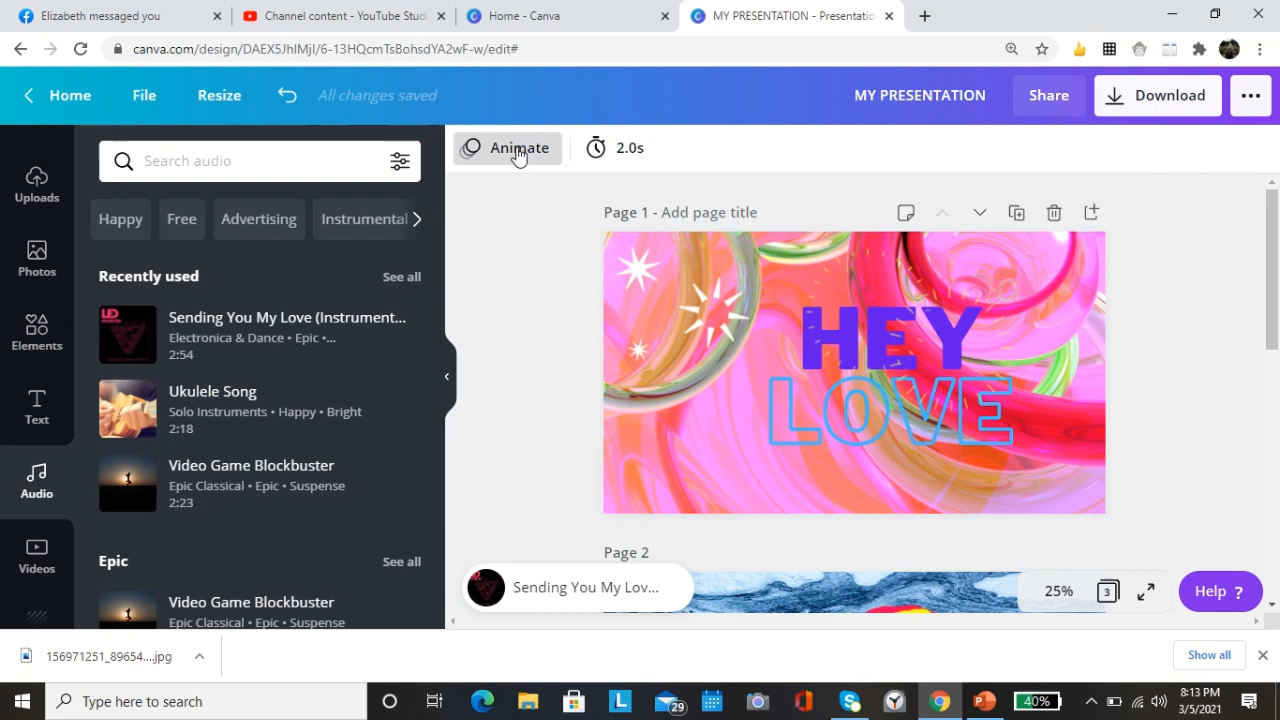 Elizabeth messaged you
Channel content - YouTube Studi
Home - Canva
MY PRESENTATION - Presentatio
canva.com/design/DAEX5JhlMjI/6-13HQcmTsBohsdYA2wF-w/edit#
Home
File
Resize
All changes saved
MY PRESENTATION
Share
Download
Search audio
Animate
2.0s
Uploads
Photos
Elements
Text
Audio
Videos
Happy
Free
Advertising
Instrumental
Recently used
See all
Sending You My Love (Instrument...
Electronica & Dance • Epic •...
2:54
Ukulele Song
Solo Instruments • Happy • Bright
2:18
Video Game Blockbuster
Epic Classical • Epic • Suspense
2:23
Epic
See all
Video Game Blockbuster
Epic Classical • Epic • Suspense
Page 1 - Add page title
HEY
LOVE
Page 2
Sending You My Lov...
25%
3
Help ?
156971251_89654....jpg
Show all
Type here to search
29
40%
8:13 PM
3/5/2021